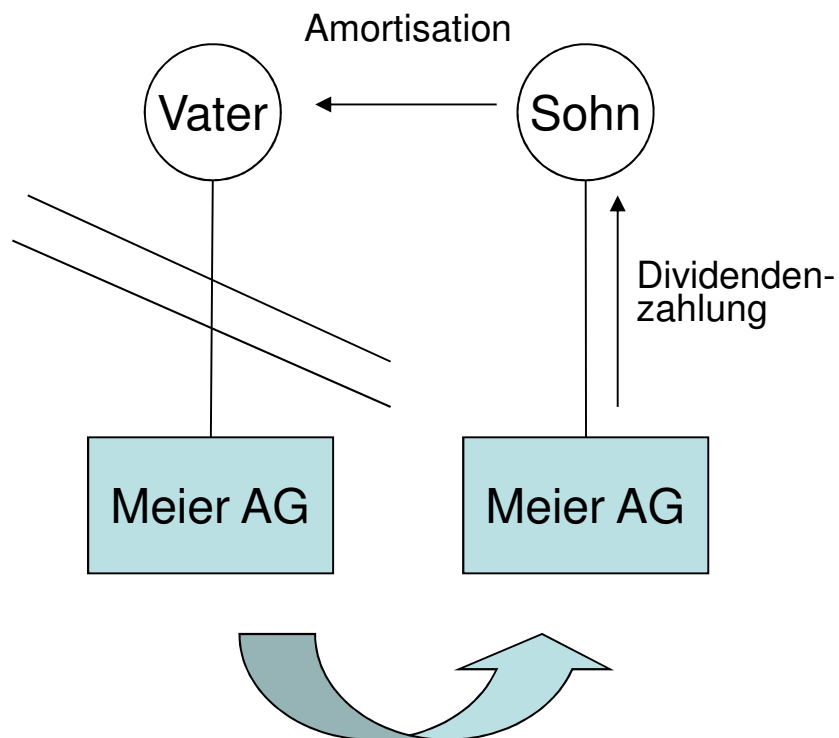 Amortisation
Vater
Sohn
Dividenden-
zahlung
Meier AG
Meier AG